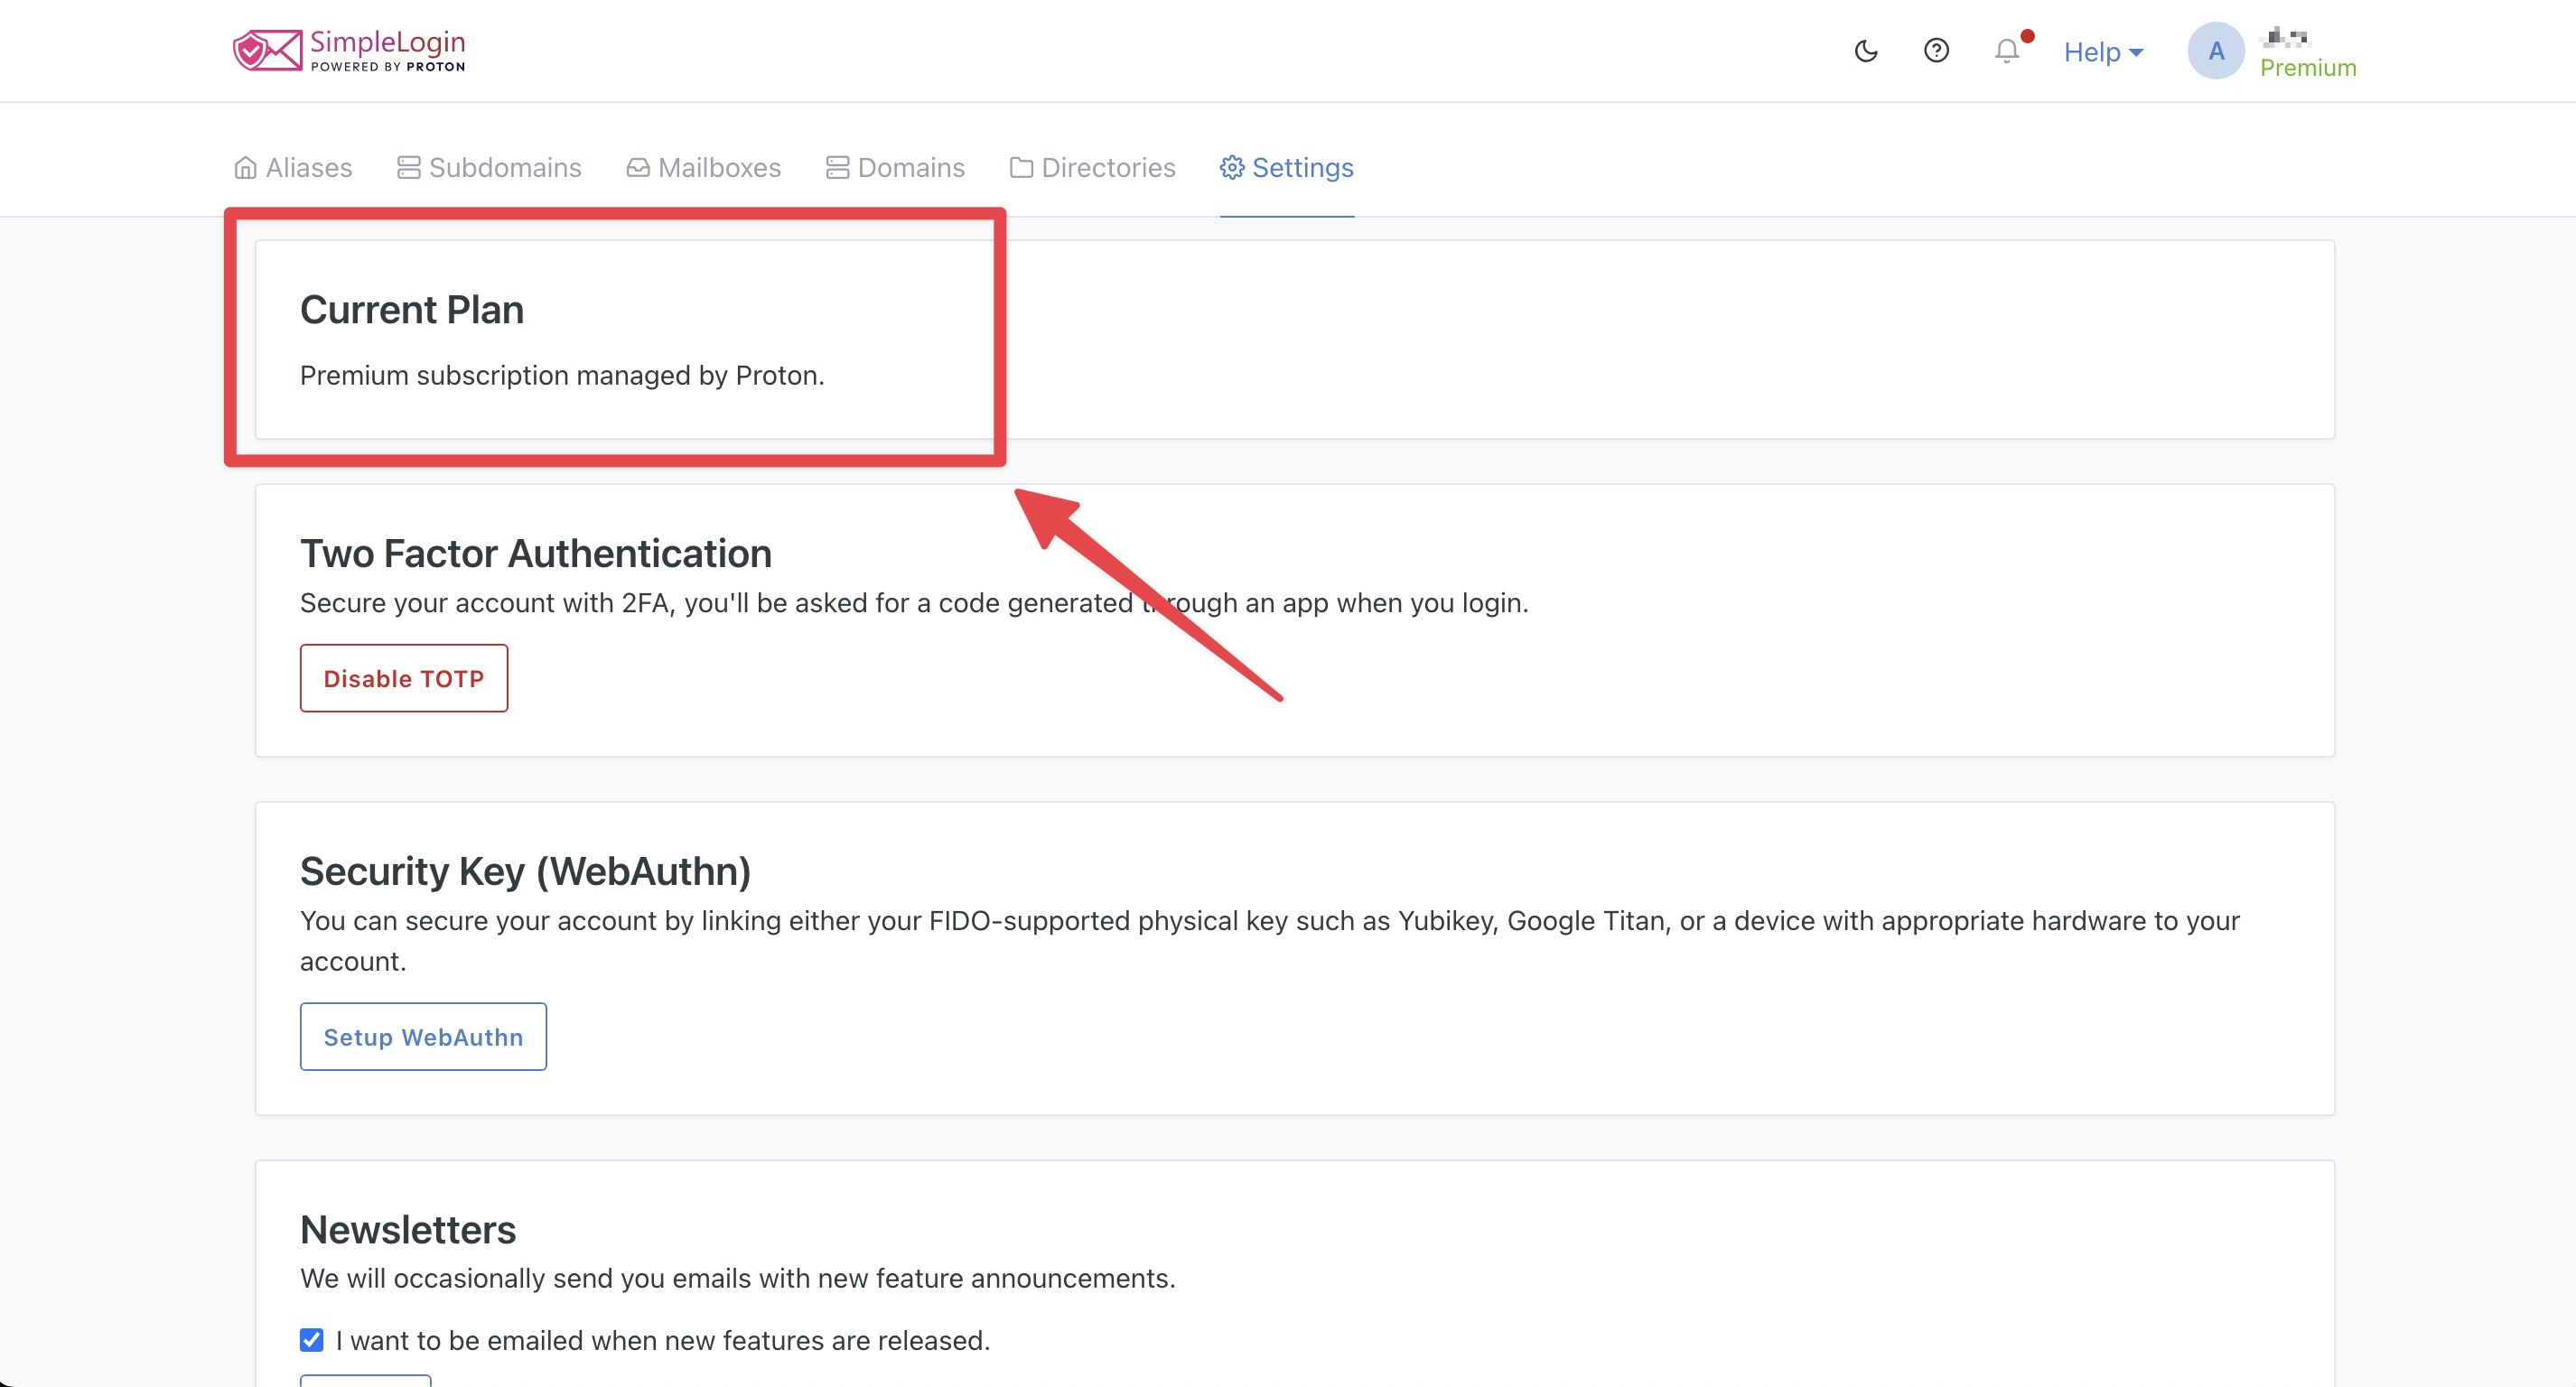 SimpleLogin
POWERED BY PROTON
Help
A
Premium
Aliases
Subdomains
Mailboxes
Domains
Directories
Settings
Current Plan
Premium subscription managed by Proton.
Two Factor Authentication
Secure your account with 2FA, you'll be asked for a code generated through an app when you login.
Disable TOTP
Security Key (WebAuthn)
You can secure your account by linking either your FIDO-supported physical key such as Yubikey, Google Titan, or a device with appropriate hardware to your
account.
Setup WebAuthn
Newsletters
We will occasionally send you emails with new feature announcements.
I want to be emailed when new features are released.